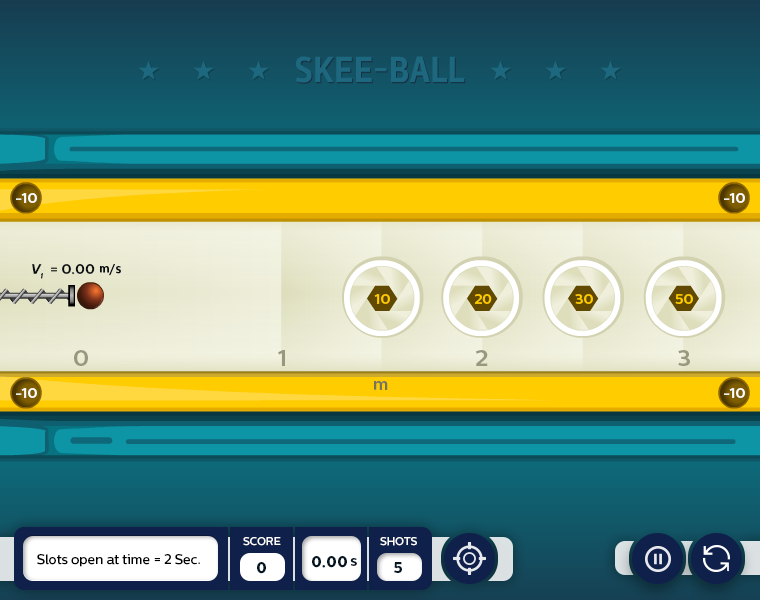 SKEE-BALL
-10 -10
V_i = 0.00 m/s
10 20 30 50
0 1 2 3
m
-10 -10
SCORE SHOTS
Slots open at time = 2 Sec. 0 0.00 s 5